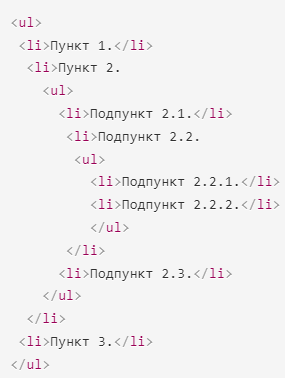 <ul>
<li>Пункт 1.</li>
<li>Пункт 2.
<ul>
<li>Подпункт 2.1.</li>
<li>Подпункт 2.2.
<ul>
<li>Подпункт 2.2.1.</li>
<li>Подпункт 2.2.2.</li>
</ul>
</li>
<li>Подпункт 2.3.</li>
</ul>
</li>
<li>Пункт 3.</li>
</ul>